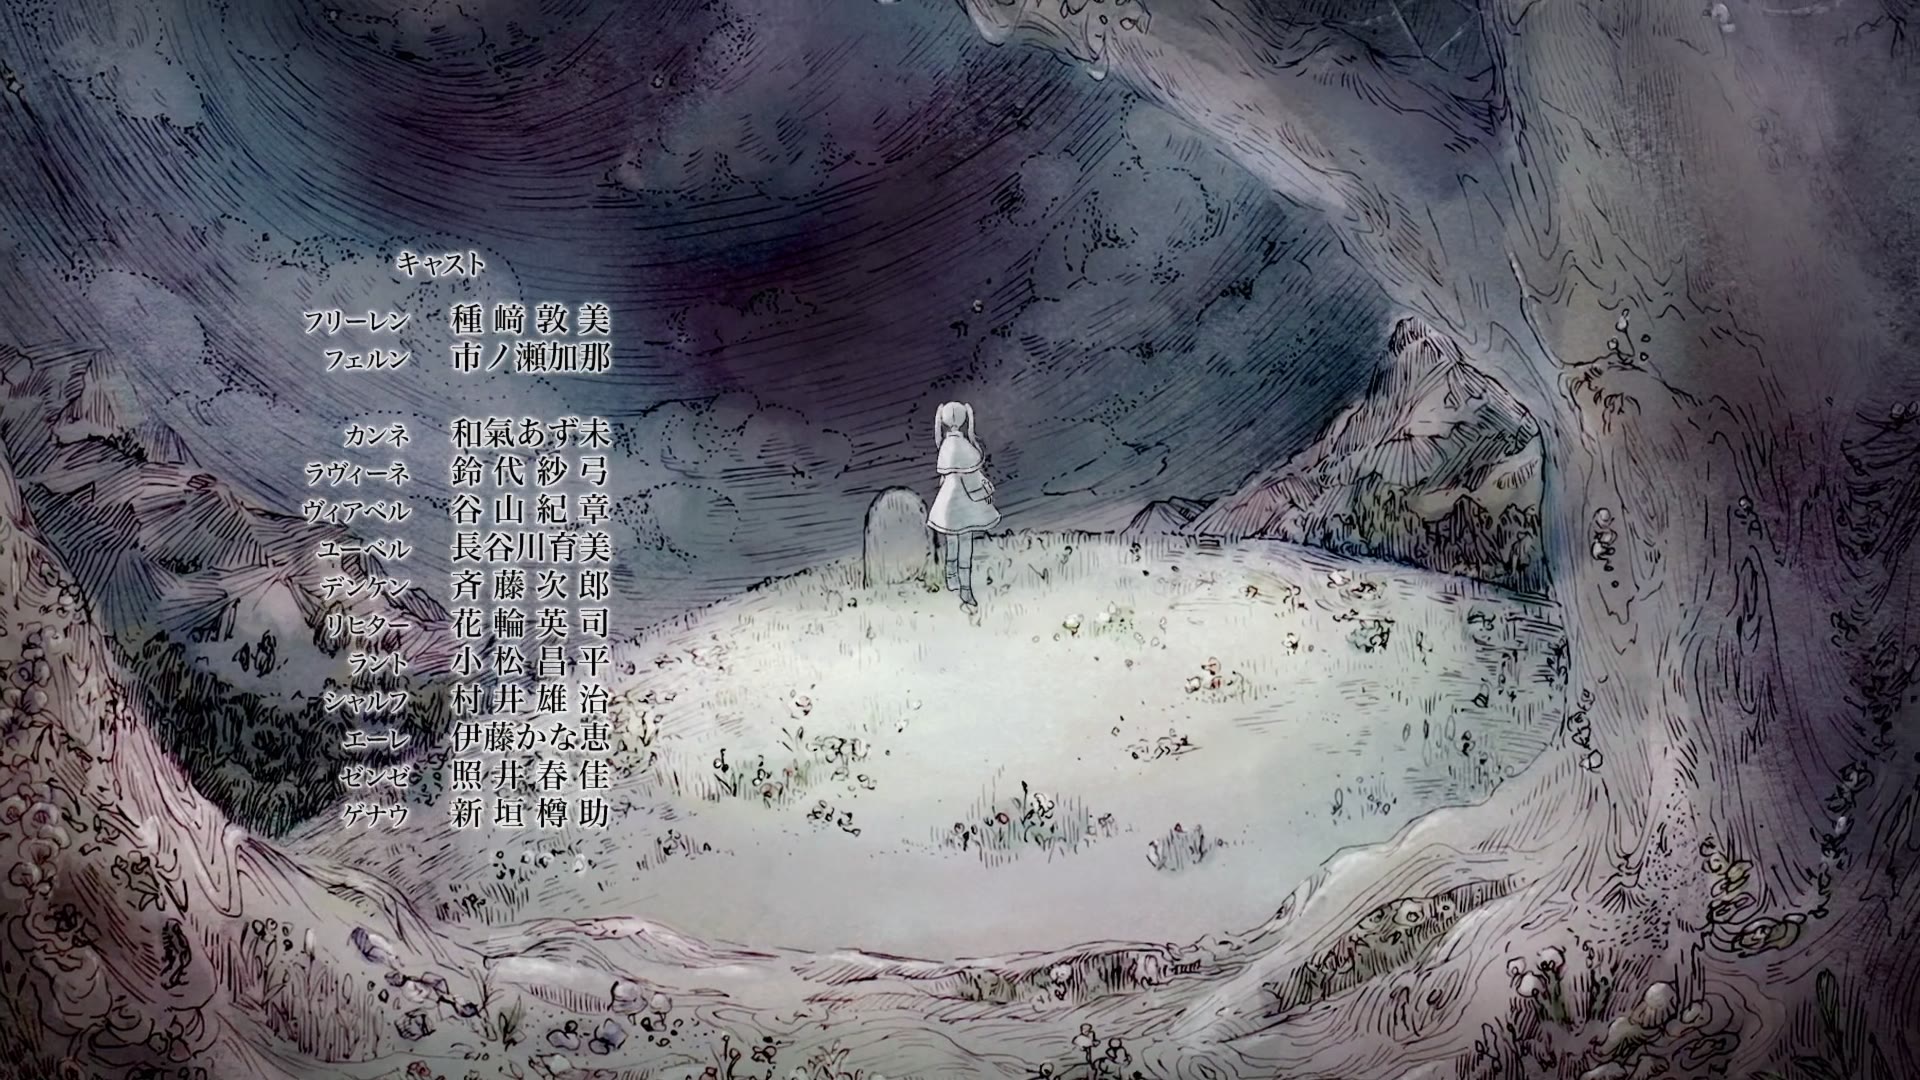 キャスト
フリーレン 種﨑敦美
フェルン 市ノ瀬加那
カンネ 和氣あず未
ラヴィーネ 鈴代紗弓
ヴィアベル 谷山紀章
ユーベル 長谷川育美
デンケン 斉藤次郎
リヒター 花輪英司
ラント 小松昌平
シャルフ 村井雄治
エーレ 伊藤かな恵
ゼンゼ 照井春佳
ゲナウ 新垣樽助